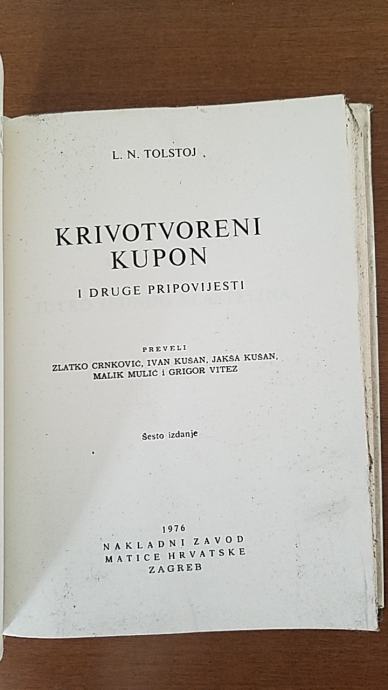 L. N. TOLSTOJ
KRIVOTVORENI
KUPON
I DRUGE PRIPOVIJESTI
PREVELI
ZLATKO CRNKOVIĆ, IVAN KUŠAN, JAKŠA KUŠAN,
MALIK MULIĆ i GRIGOR VITEZ
Šesto izdanje
1976
NAKLADNI ZAVOD
MATICE HRVATSKE
ZAGREB